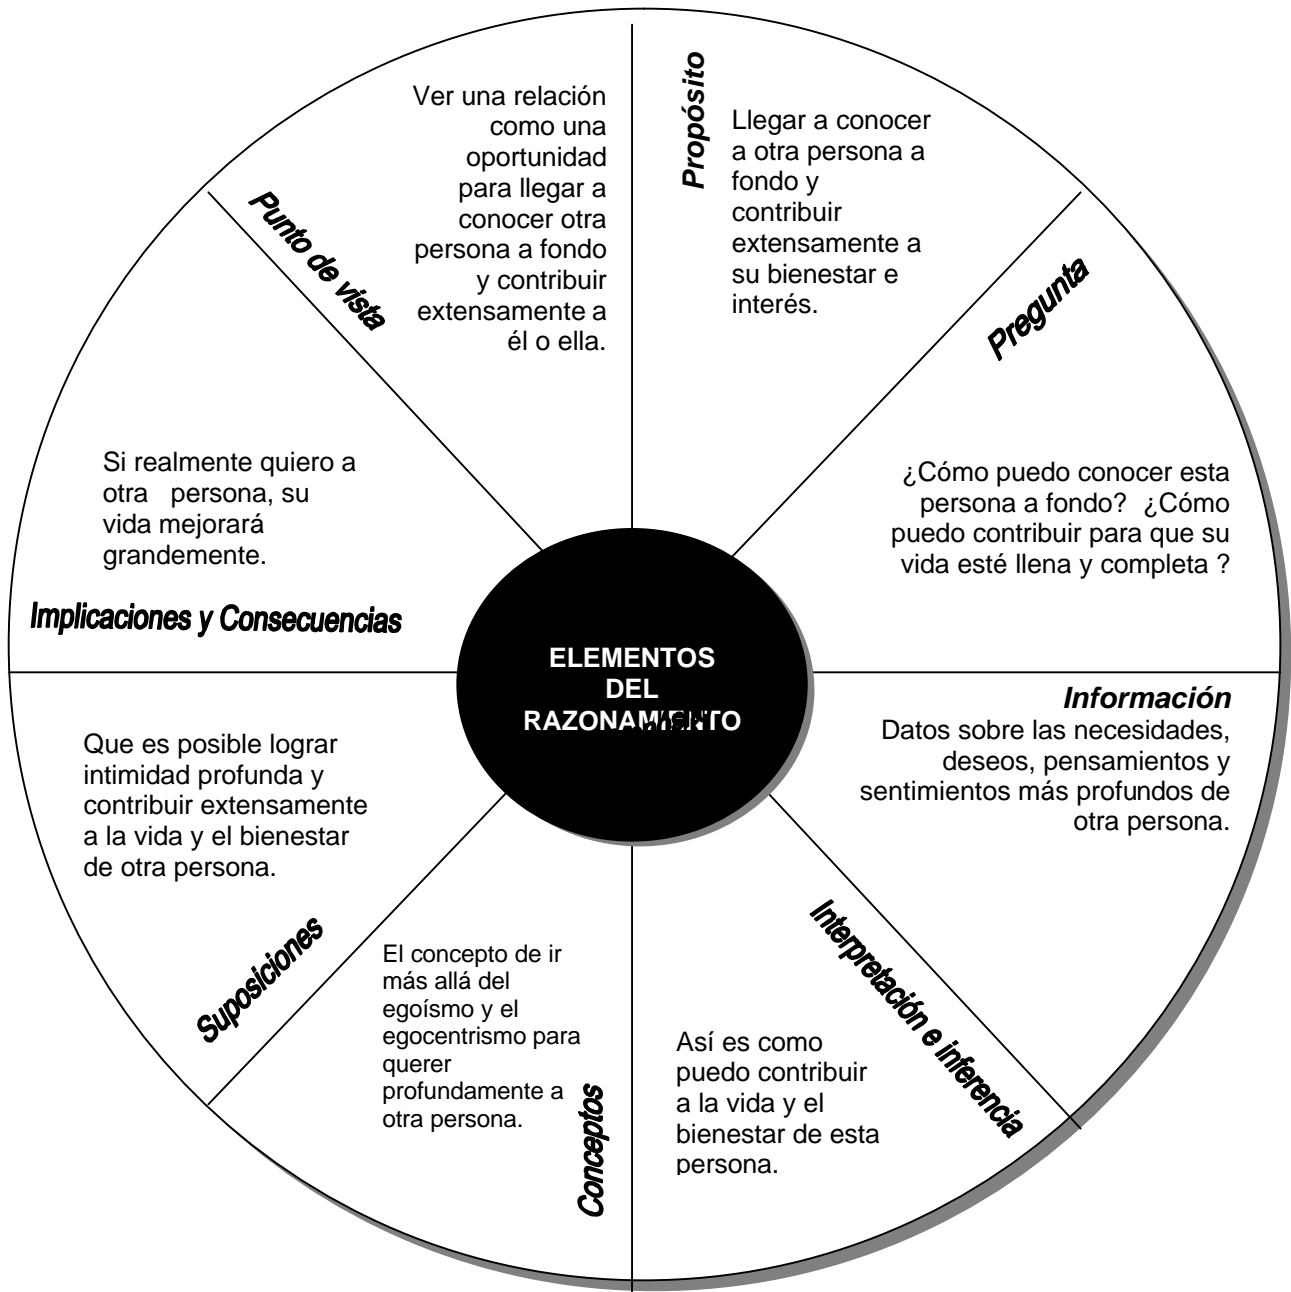 Propósito
Llegar a conocer
a otra persona a
fondo y
contribuir
extensamente a
su bienestar e
interés.
Pregunta
¿Cómo puedo conocer esta
persona a fondo? ¿Cómo
puedo contribuir para que su
vida esté llena y completa ?
Información
Datos sobre las necesidades,
deseos, pensamientos y
sentimientos más profundos de
otra persona.
Interpretación e inferencia
Así es como
puedo contribuir
a la vida y el
bienestar de esta
persona.
Conceptos
El concepto de ir
más allá del
egoísmo y el
egocentrismo para
querer
profundamente a
otra persona.
Suposiciones
Que es posible lograr
intimidad profunda y
contribuir extensamente
a la vida y el bienestar
de otra persona.
Implicaciones y Consecuencias
Si realmente quiero a
otra persona, su
vida mejorará
grandemente.
Punto de vista
Ver una relación
como una
oportunidad
para llegar a
conocer otra
persona a fondo
y contribuir
extensamente a
él o ella.
ELEMENTOS
DEL
RAZONAMIENTO